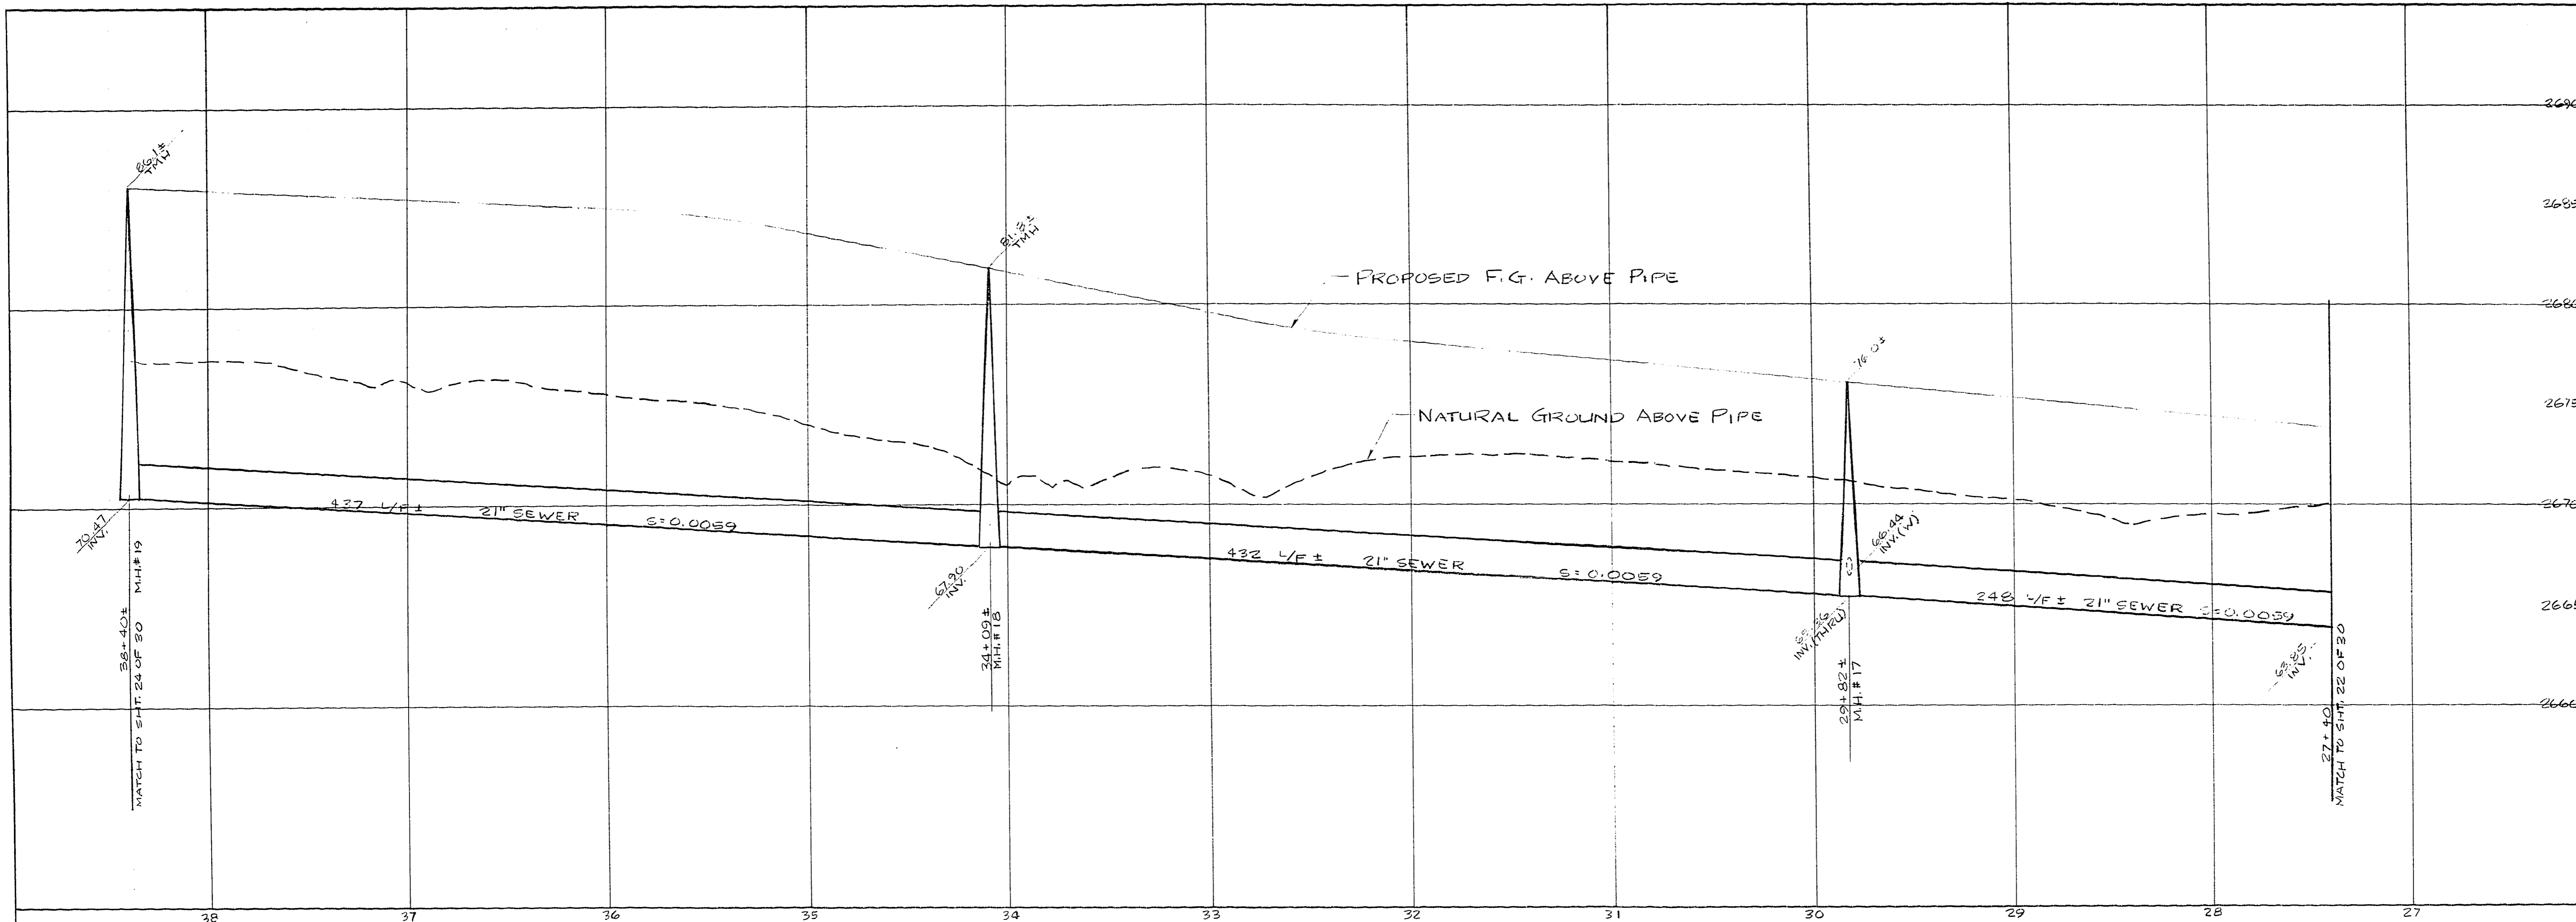 2690
2685
2680
2675
2670
2665
2660
86.1±
TMH
81.8±
TMH
76.0±
PROPOSED F.G. ABOVE PIPE
NATURAL GROUND ABOVE PIPE
437 L/F ± 21" SEWER S=0.0059
432 L/F ± 21" SEWER S=0.0059
248 L/F ± 21" SEWER S=0.0059
70.47
INV.
67.90
INV.
66.44
INV.(W)
INV.(THRU)
63.85
INV.
38+40±
M.H.#19
MATCH TO SHT. 24 OF 30
34+09±
M.H.#18
29+82±
M.H.#17
27+40
MATCH TO SHT. 22 OF 30
38 37 36 35 34 33 32 31 30 29 28 27